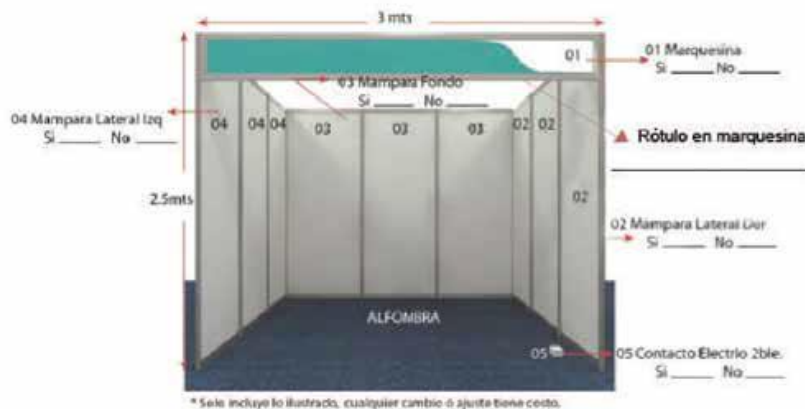 3 mts
01
01 Marquesina
Si _____ No _____
03 Mampara Fondo
Si _____ No _____
04 Mampara Lateral Izq
Si _____ No _____
04 04 04 03 03 03 02 02 02
Rótulo en marquesina
2.5mts
02 Mampara Lateral Der
Si _____ No _____
ALFOMBRA
05
05 Contacto Electrio 2ble.
Si _____ No _____
* Solo incluye lo ilustrado, cualquier cambio ó ajuste tiene costo.